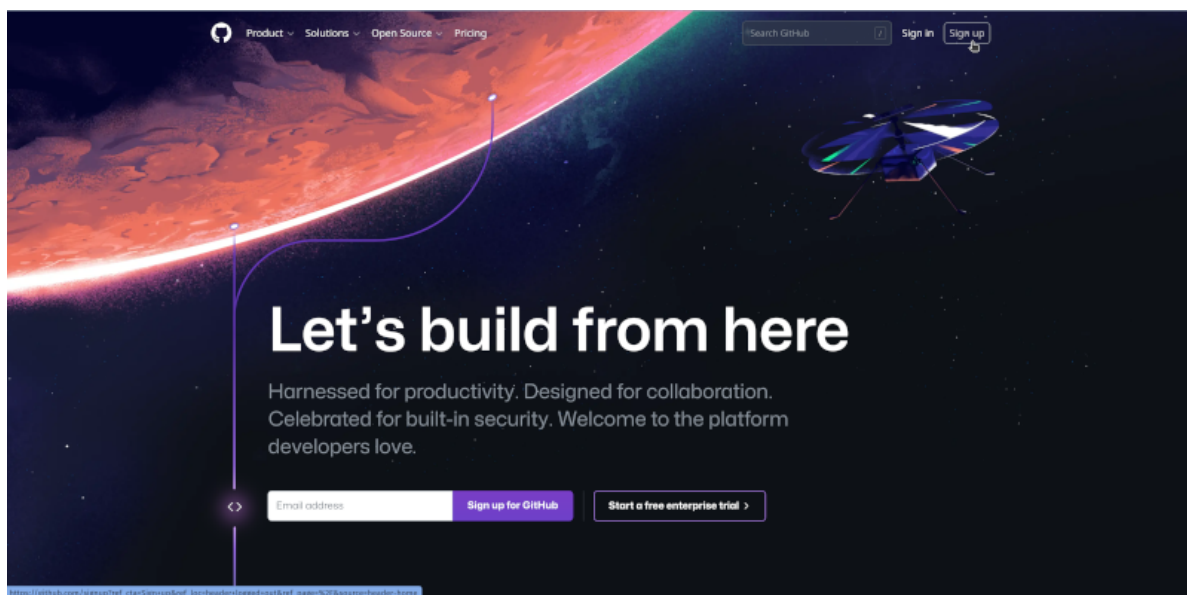 Product Solutions Open Source Pricing Search GitHub / Sign in Sign up
Let's build from here
Harnessed for productivity. Designed for collaboration.
Celebrated for built-in security. Welcome to the platform
developers love.
Email address Sign up for GitHub Start a free enterprise trial >